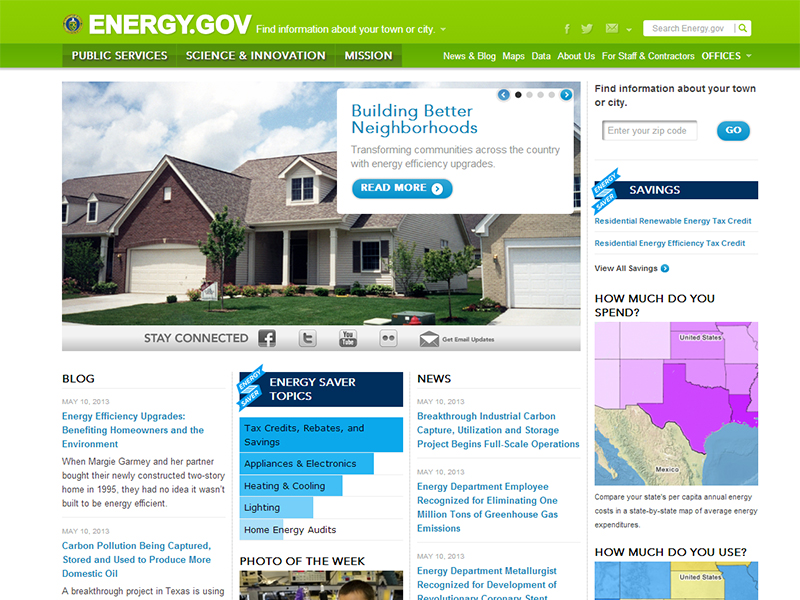 ENERGY.GOV
Find information about your town or city.
Search Energy.gov
PUBLIC SERVICES
SCIENCE & INNOVATION
MISSION
News & Blog
Maps
Data
About Us
For Staff & Contractors
OFFICES
Building Better
Neighborhoods
Transforming communities across the country
with energy efficiency upgrades.
READ MORE
STAY CONNECTED
You
Tube
Get Email Updates
Find information about your town
or city.
Enter your zip code
GO
ENERGY
SAVER
SAVINGS
Residential Renewable Energy Tax Credit
Residential Energy Efficiency Tax Credit
View All Savings
HOW MUCH DO YOU
SPEND?
United States
Mexico
Compare your state's per capita annual energy
costs in a state-by-state map of average energy
expenditures.
HOW MUCH DO YOU USE?
United States
BLOG
MAY 10, 2013
Energy Efficiency Upgrades:
Benefiting Homeowners and the
Environment
When Margie Garmey and her partner
bought their newly constructed two-story
home in 1995, they had no idea it wasn't
built to be energy efficient.
MAY 10, 2013
Carbon Pollution Being Captured,
Stored and Used to Produce More
Domestic Oil
A breakthrough project in Texas is using
ENERGY
SAVER
ENERGY SAVER
TOPICS
Tax Credits, Rebates, and
Savings
Appliances & Electronics
Heating & Cooling
Lighting
Home Energy Audits
PHOTO OF THE WEEK
NEWS
MAY 10, 2013
Breakthrough Industrial Carbon
Capture, Utilization and Storage
Project Begins Full-Scale Operations
MAY 10, 2013
Energy Department Employee
Recognized for Eliminating One
Million Tons of Greenhouse Gas
Emissions
MAY 10, 2013
Energy Department Metallurgist
Recognized for Development of
Revolutionary Coronary Stent